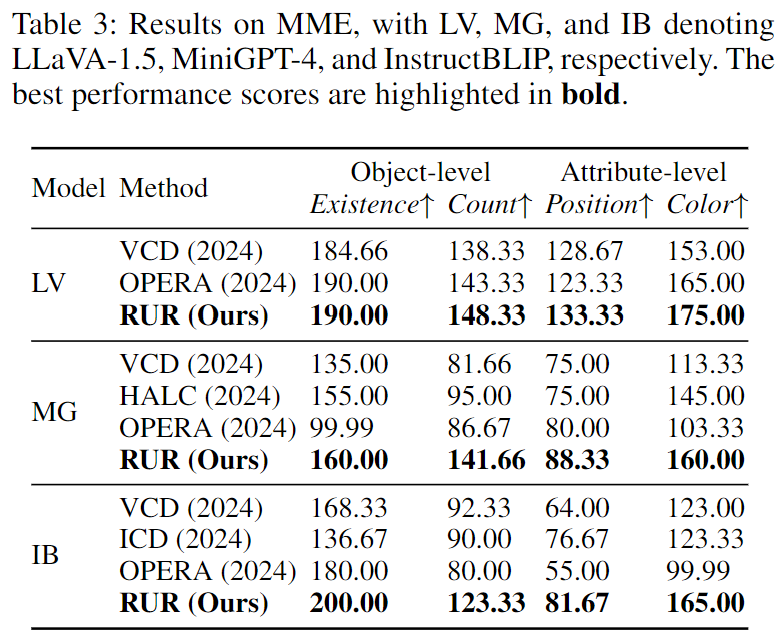 Table 3: Results on MME, with LV, MG, and IB denoting
LLaVA-1.5, MiniGPT-4, and InstructBLIP, respectively. The
best performance scores are highlighted in bold.
Object-level Attribute-level
Model Method Existence↑ Count↑ Position↑ Color↑
VCD (2024) 184.66 138.33 128.67 153.00
LV OPERA (2024) 190.00 143.33 123.33 165.00
RUR (Ours) 190.00 148.33 133.33 175.00
VCD (2024) 135.00 81.66 75.00 113.33
HALC (2024) 155.00 95.00 75.00 145.00
MG
OPERA (2024) 99.99 86.67 80.00 103.33
RUR (Ours) 160.00 141.66 88.33 160.00
VCD (2024) 168.33 92.33 64.00 123.00
ICD (2024) 136.67 90.00 76.67 123.33
IB
OPERA (2024) 180.00 80.00 55.00 99.99
RUR (Ours) 200.00 123.33 81.67 165.00